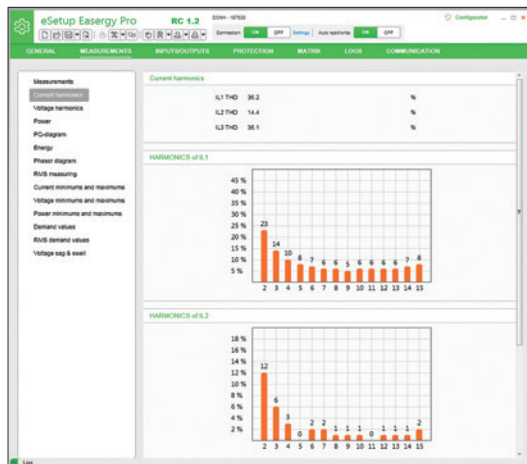 eSetup Easergy Pro
RC 1.2
Connection: ON OFF Settings Auto read/write: ON OFF
Configurator
GENERAL MEASUREMENTS INPUTS/OUTPUTS PROTECTION MATRIX LOGS COMMUNICATION
Measurements
Current harmonics
Voltage harmonics
Power
PQ-diagram
Energy
Phasor diagram
RMS measuring
Current minimums and maximums
Voltage minimums and maximums
Power minimums and maximums
Demand values
RMS demand values
Voltage sag & swell
Current harmonics
IL1 THD 36.2 %
IL2 THD 14.4 %
IL3 THD 36.1 %
HARMONICS of IL1
45 %
40 %
35 %
30 %
25 %
20 %
15 %
10 %
5 %
23 14 10 8 7 6 6 5 6 6 6 6 7 8
2 3 4 5 6 7 8 9 10 11 12 13 14 15
HARMONICS of IL2
18 %
16 %
14 %
12 %
10 %
8 %
6 %
4 %
2 %
12 6 3 0 2 2 1 1 1 0 1 1 1 2
2 3 4 5 6 7 8 9 10 11 12 13 14 15
Log